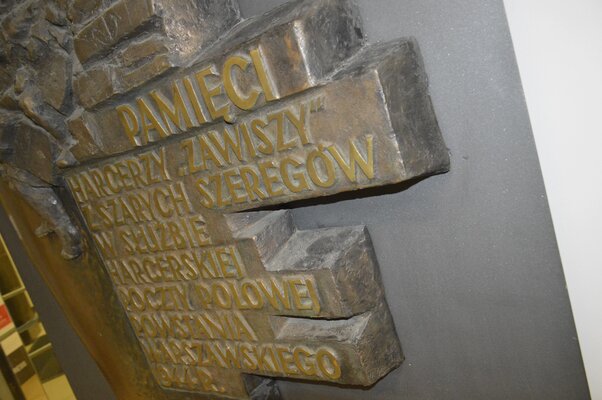 PAMIĘCI
HARCERZY „ZAWISZY”
Z SZARYCH SZEREGÓW
W SŁUŻBIE
HARCERSKIEJ
POCZTY POLOWEJ
POWSTANIA
WARSZAWSKIEGO
1944 R.